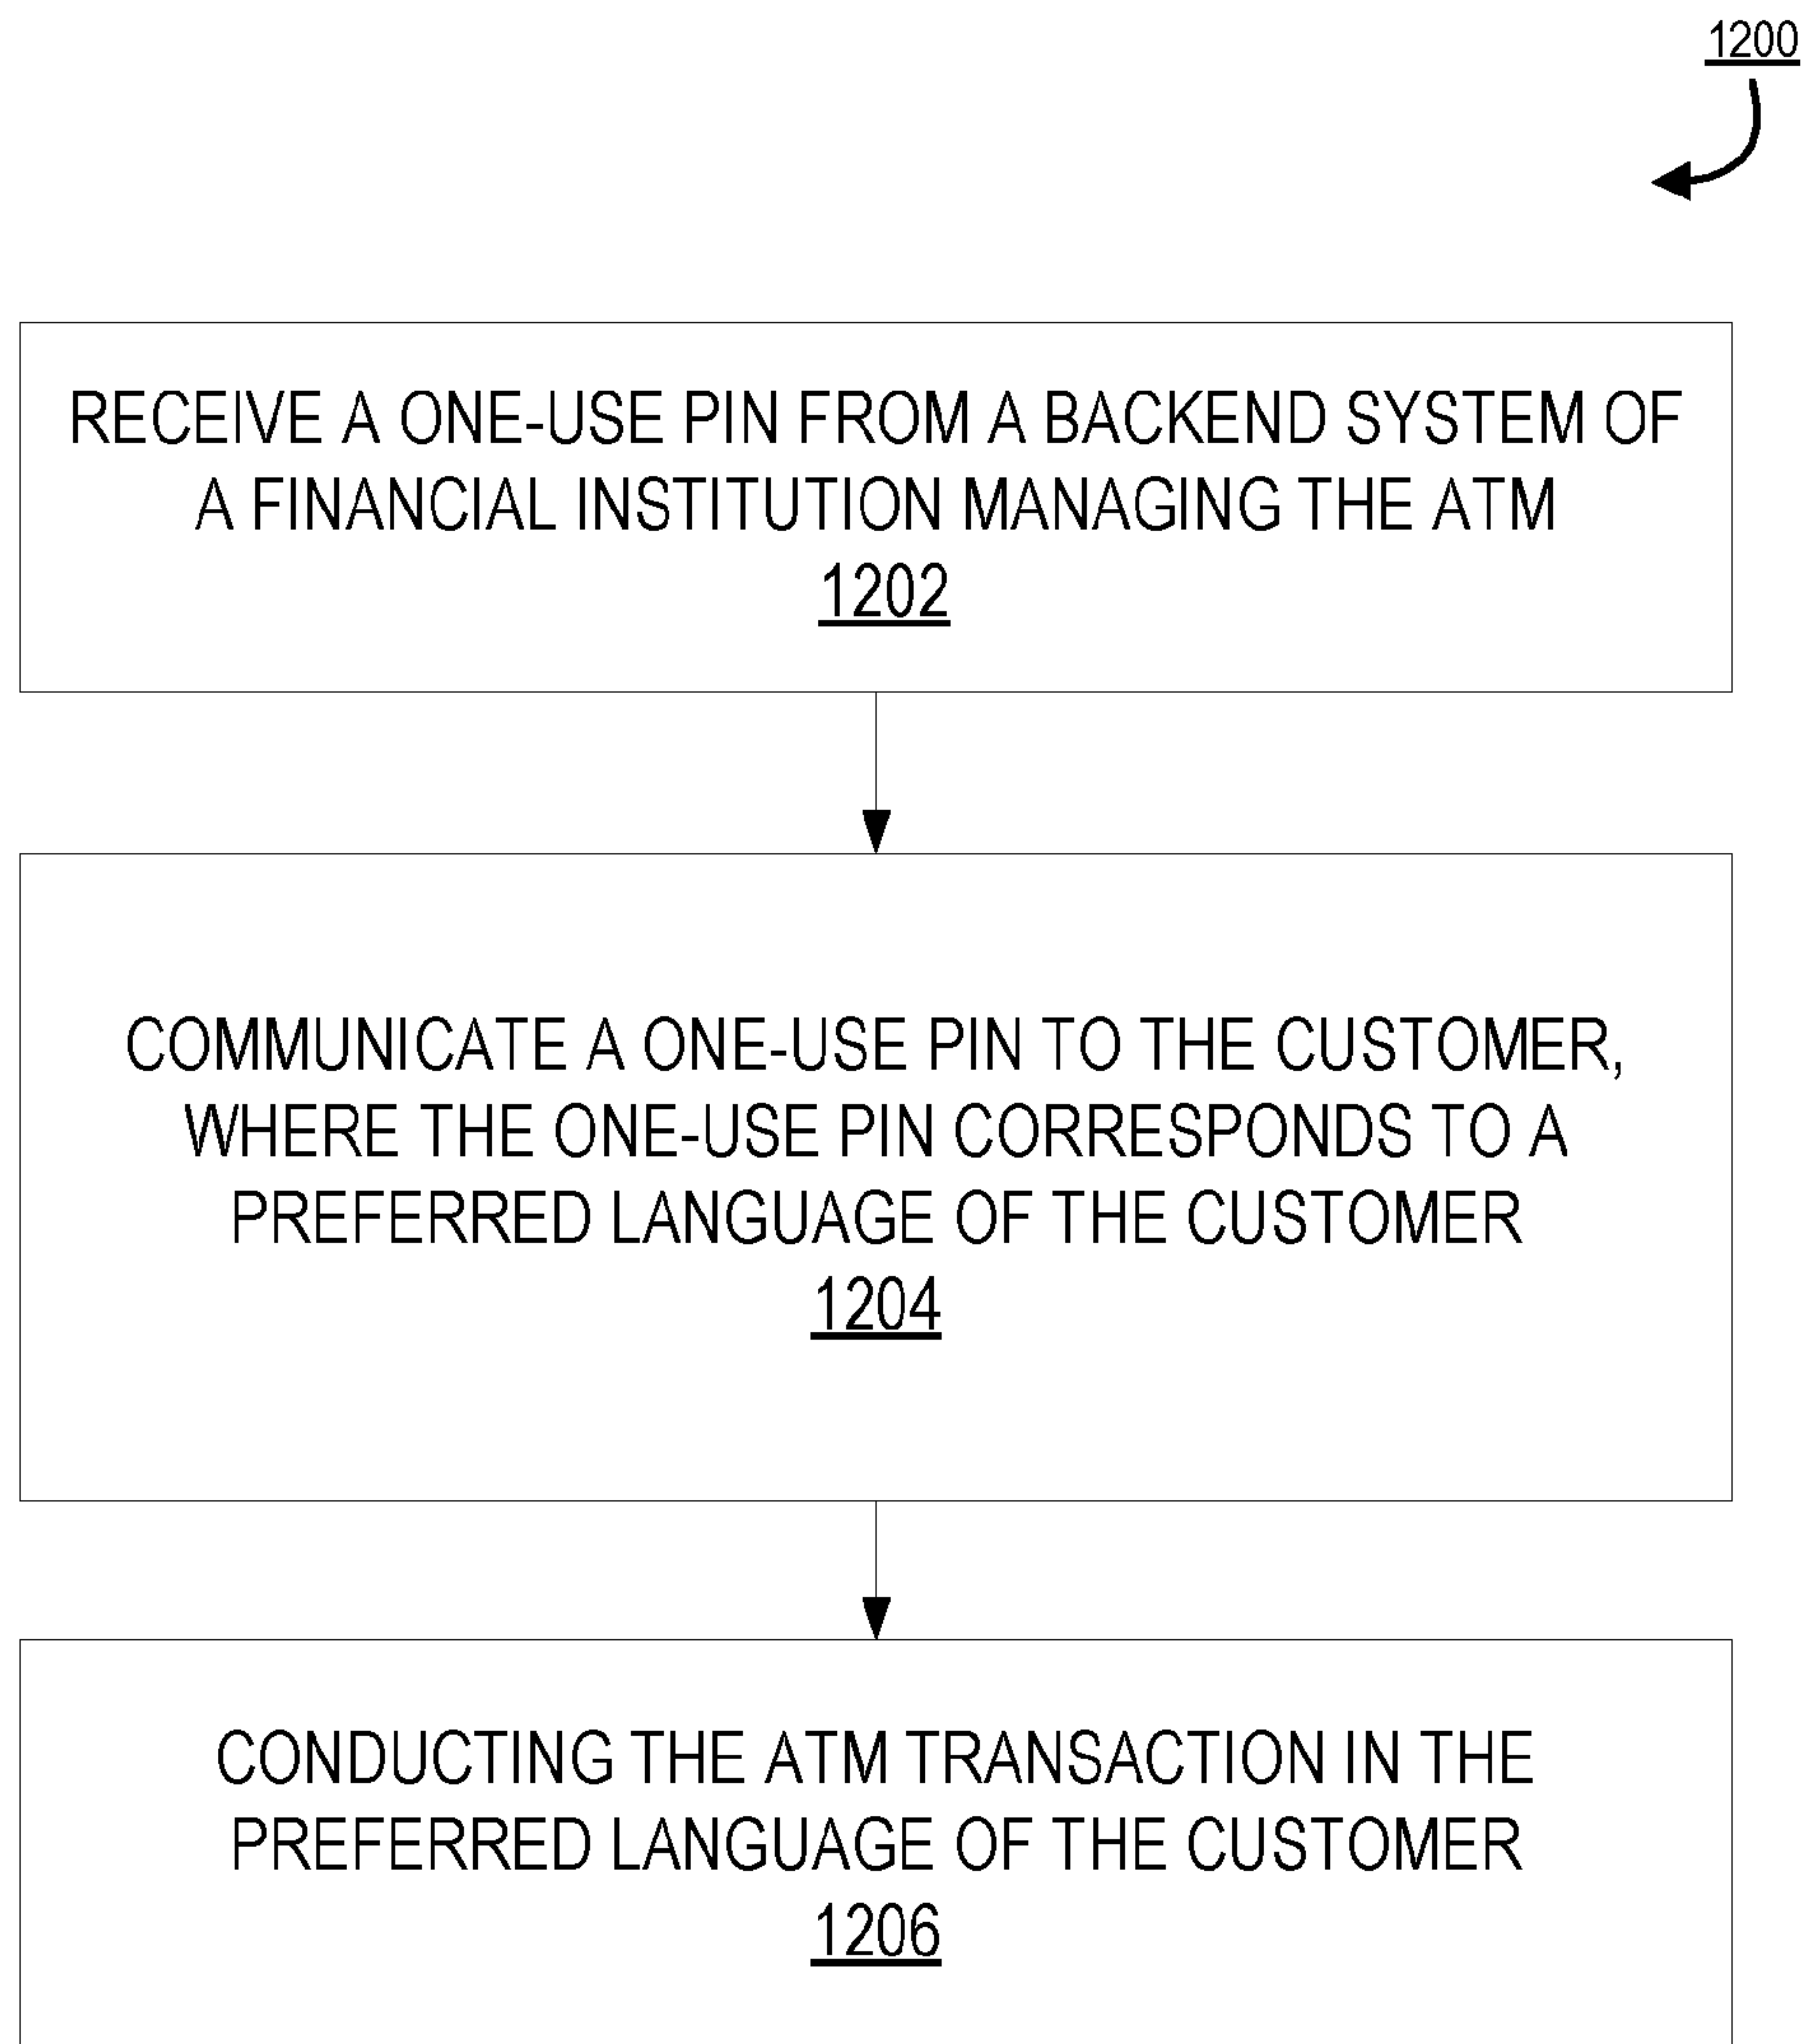 1200
RECEIVE A ONE-USE PIN FROM A BACKEND SYSTEM OF
A FINANCIAL INSTITUTION MANAGING THE ATM
1202
COMMUNICATE A ONE-USE PIN TO THE CUSTOMER,
WHERE THE ONE-USE PIN CORRESPONDS TO A
PREFERRED LANGUAGE OF THE CUSTOMER
1204
CONDUCTING THE ATM TRANSACTION IN THE
PREFERRED LANGUAGE OF THE CUSTOMER
1206